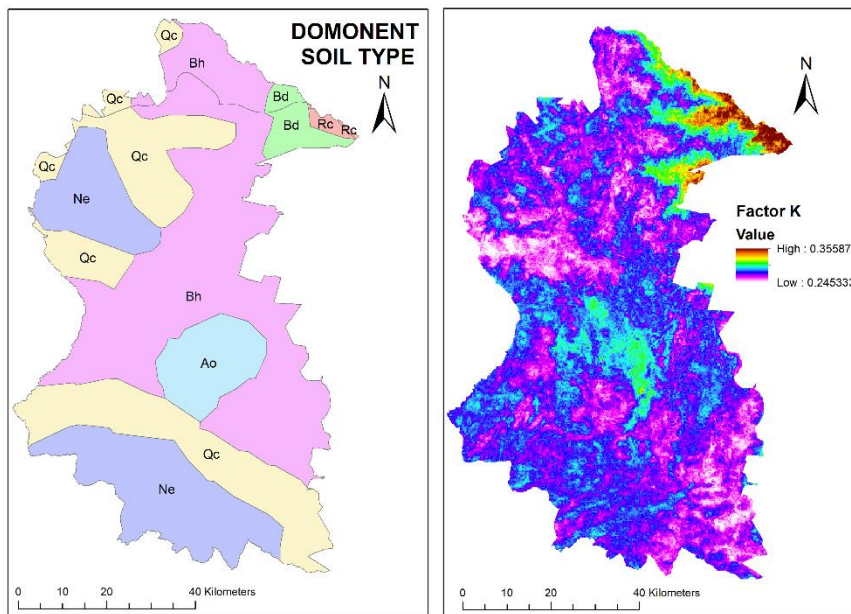 DOMONENT
SOIL TYPE
N
Qc
Bh
Qc
Bd
Bd
Rc
Rc
Qc
Qc
Ne
Qc
Bh
Ao
Qc
Ne
0 10 20 40 Kilometers
N
Factor K
Value
High : 0.35587
Low : 0.245333
0 10 20 40 Kilometers